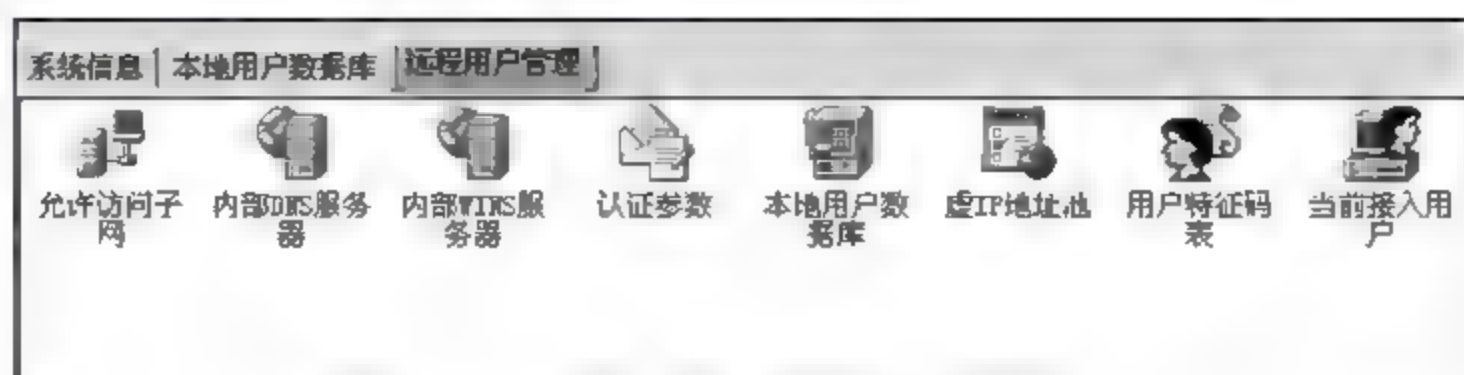 系统信息 本地用户数据库 远程用户管理
允许访问子网
内部DNS服务器
内部WINS服务器
认证参数
本地用户数据库
虚IP地址池
用户特征码表
当前接入用户